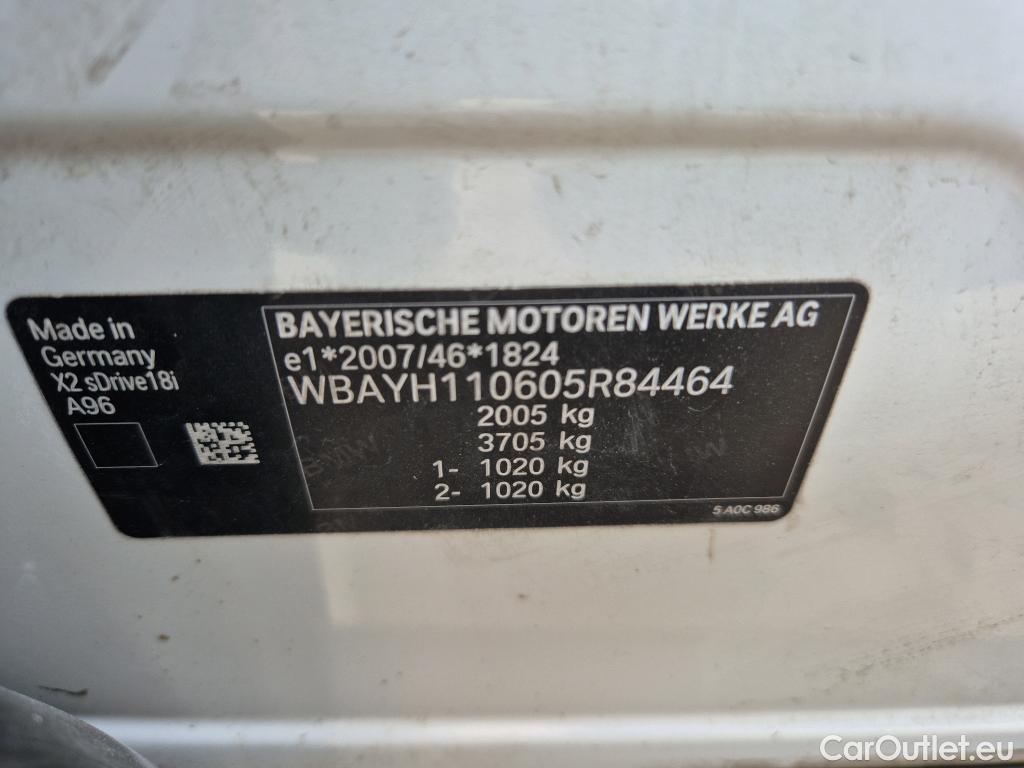 Made in
Germany
X2 sDrive18i
A96
BAYERISCHE MOTOREN WERKE AG
e1*2007/46*1824
WBAYH110605R84464
2005 kg
3705 kg
1- 1020 kg
2- 1020 kg
5 A0C 986
CarOutlet.eu